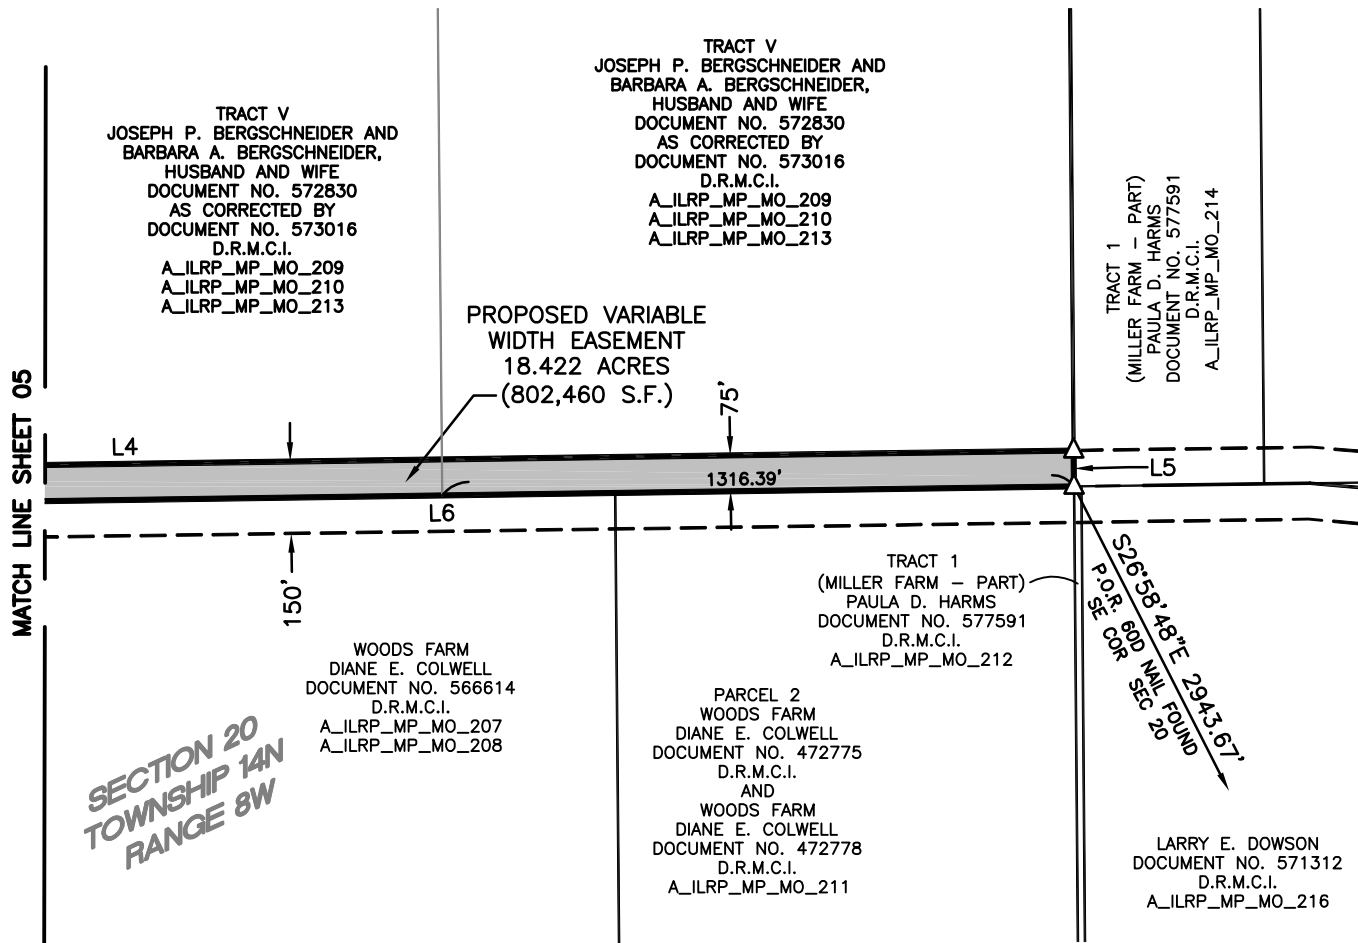 TRACT V
JOSEPH P. BERGSCHNEIDER AND
BARBARA A. BERGSCHNEIDER,
HUSBAND AND WIFE
DOCUMENT NO. 572830
AS CORRECTED BY
DOCUMENT NO. 573016
D.R.M.C.I.
A_ILRP_MP_MO_209
A_ILRP_MP_MO_210
A_ILRP_MP_MO_213
TRACT V
JOSEPH P. BERGSCHNEIDER AND
BARBARA A. BERGSCHNEIDER,
HUSBAND AND WIFE
DOCUMENT NO. 572830
AS CORRECTED BY
DOCUMENT NO. 573016
D.R.M.C.I.
A_ILRP_MP_MO_209
A_ILRP_MP_MO_210
A_ILRP_MP_MO_213
TRACT 1
(MILLER FARM – PART)
PAULA D. HARMS
DOCUMENT NO. 577591
D.R.M.C.I.
A_ILRP_MP_MO_214
PROPOSED VARIABLE
WIDTH EASEMENT
18.422 ACRES
(802,460 S.F.)
MATCH LINE SHEET 05
L4
75'
1316.39'
L5
L6
150'
S26°58'48"E 2943.67'
P.O.R. 60D NAIL FOUND
SE COR SEC 20
TRACT 1
(MILLER FARM – PART)
PAULA D. HARMS
DOCUMENT NO. 577591
D.R.M.C.I.
A_ILRP_MP_MO_212
WOODS FARM
DIANE E. COLWELL
DOCUMENT NO. 566614
D.R.M.C.I.
A_ILRP_MP_MO_207
A_ILRP_MP_MO_208
PARCEL 2
WOODS FARM
DIANE E. COLWELL
DOCUMENT NO. 472775
D.R.M.C.I.
AND
WOODS FARM
DIANE E. COLWELL
DOCUMENT NO. 472778
D.R.M.C.I.
A_ILRP_MP_MO_211
SECTION 20
TOWNSHIP 14N
RANGE 8W
LARRY E. DOWSON
DOCUMENT NO. 571312
D.R.M.C.I.
A_ILRP_MP_MO_216